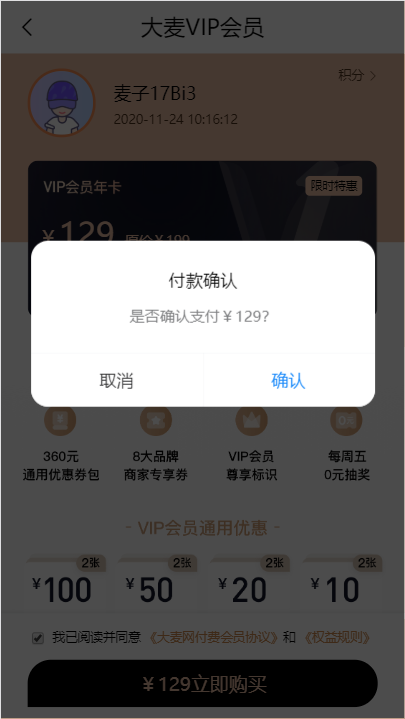 大麦VIP会员
积分
麦子17Bi3
2020-11-24 10:16:12
VIP会员年卡
限时特惠
¥129 原价¥199
付款确认
是否确认支付¥129?
取消 确认
360元 8大品牌 VIP会员 每周五
通用优惠券包 商家专享券 尊享标识 0元抽奖
- VIP会员通用优惠 -
2张 2张 2张 2张
¥100 ¥50 ¥20 ¥10
我已阅读并同意 《大麦网付费会员协议》和 《权益规则》
¥129立即购买